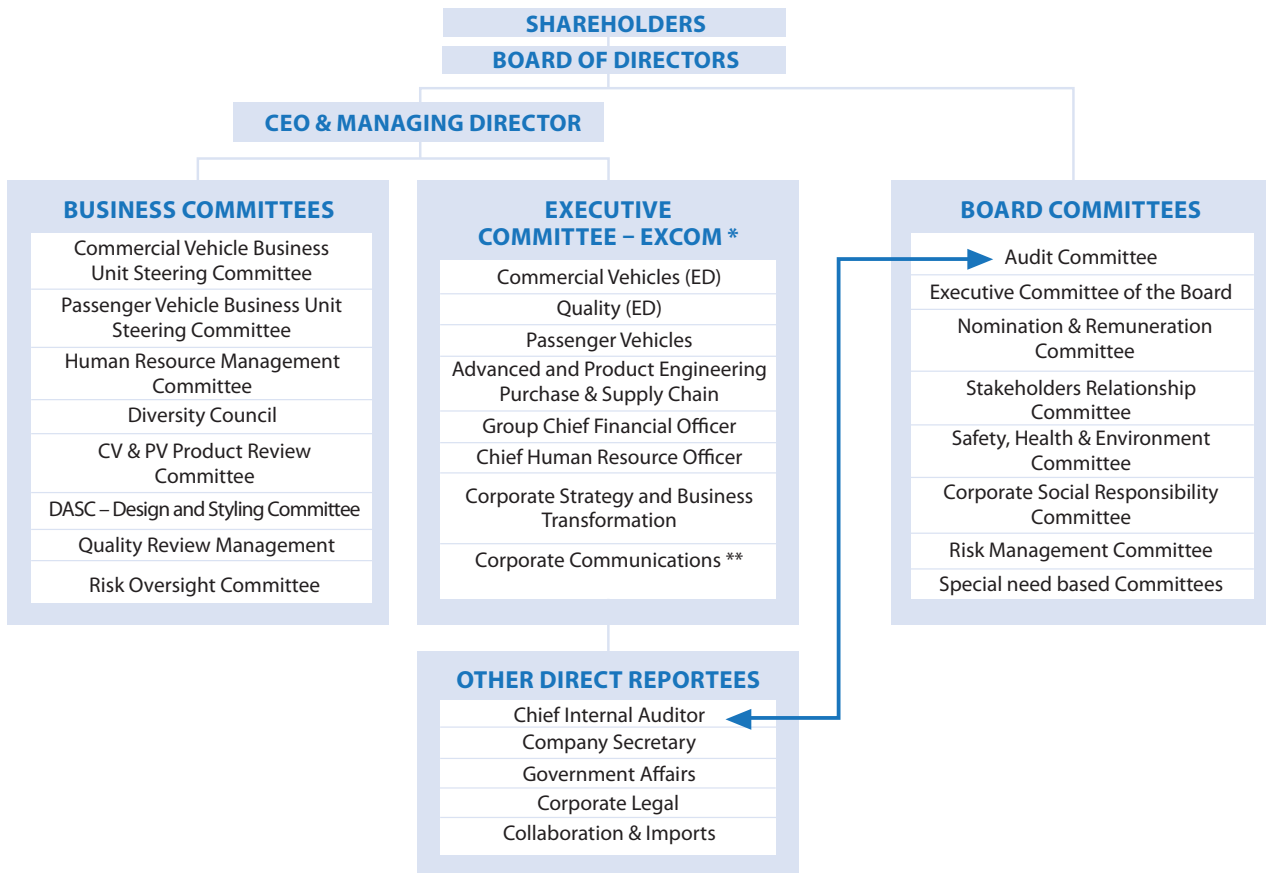 SHAREHOLDERS
BOARD OF DIRECTORS
CEO & MANAGING DIRECTOR
BUSINESS COMMITTEES
Commercial Vehicle Business
Unit Steering Committee
Passenger Vehicle Business Unit
Steering Committee
Human Resource Management
Committee
Diversity Council
CV & PV Product Review
Committee
DASC – Design and Styling Committee
Quality Review Management
Risk Oversight Committee
EXECUTIVE
COMMITTEE – EXCOM *
Commercial Vehicles (ED)
Quality (ED)
Passenger Vehicles
Advanced and Product Engineering
Purchase & Supply Chain
Group Chief Financial Officer
Chief Human Resource Officer
Corporate Strategy and Business
Transformation
Corporate Communications **
BOARD COMMITTEES
Audit Committee
Executive Committee of the Board
Nomination & Remuneration
Committee
Stakeholders Relationship
Committee
Safety, Health & Environment
Committee
Corporate Social Responsibility
Committee
Risk Management Committee
Special need based Committees
OTHER DIRECT REPORTEES
Chief Internal Auditor
Company Secretary
Government Affairs
Corporate Legal
Collaboration & Imports